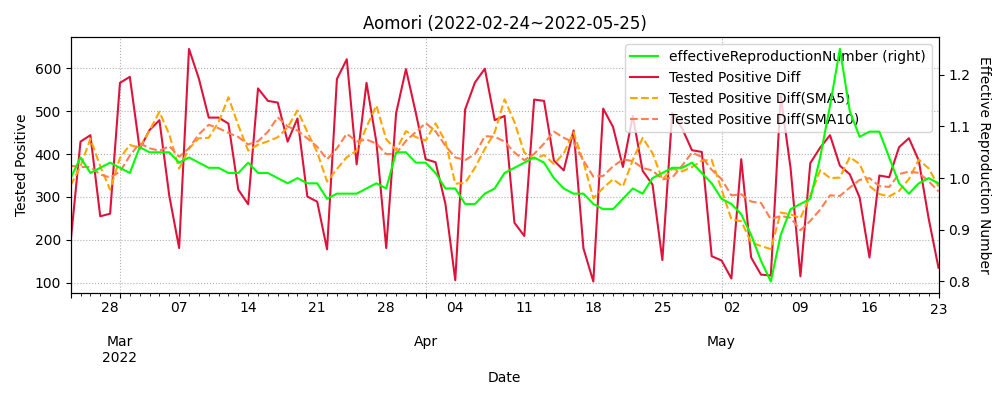 Aomori (2022-02-24~2022-05-25)
effectiveReproductionNumber (right)
Tested Positive Diff
Tested Positive Diff(SMA5)
Tested Positive Diff(SMA10)
Tested Positive
600
500
400
300
200
100
Effective Reproduction Number
1.2
1.1
1.0
0.9
0.8
28 07 14 21 28 04 11 18 25 02 09 16 23
Mar Apr May
2022
Date